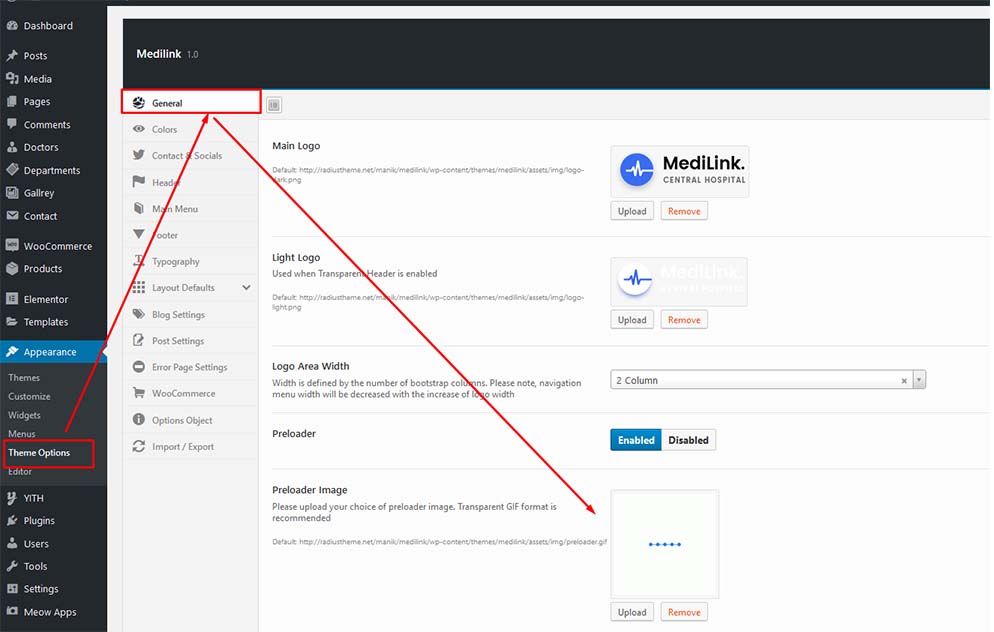 Dashboard
Posts
Media
Pages
Comments
Doctors
Departments
Gallrey
Contact
WooCommerce
Products
Elementor
Templates
Appearance
Themes
Customize
Widgets
Menus
Theme Options
Editor
YITH
Plugins
Users
Tools
Settings
Meow Apps
Medilink 1.0
General
Colors
Contact & Socials
Header
Main Menu
Footer
Typography
Layout Defaults
Blog Settings
Post Settings
Error Page Settings
WooCommerce
Options Object
Import / Export
Main Logo
Default: http://radiustheme.net/manik/medilink/wp-content/themes/medilink/assets/img/logo-
dark.png
MediLink.
CENTRAL HOSPITAL
Upload Remove
Light Logo
Used when Transparent Header is enabled
Default: http://radiustheme.net/manik/medilink/wp-content/themes/medilink/assets/img/logo-
light.png
MediLink.
CENTRAL HOSPITAL
Upload Remove
Logo Area Width
Width is defined by the number of bootstrap columns. Please note, navigation
menu width will be decreased with the increase of logo width
2 Column
Preloader
Enabled Disabled
Preloader Image
Please upload your choice of preloader image. Transparent GIF format is
recommended
Default: http://radiustheme.net/manik/medilink/wp-content/themes/medilink/assets/img/preloader.gif
Upload Remove